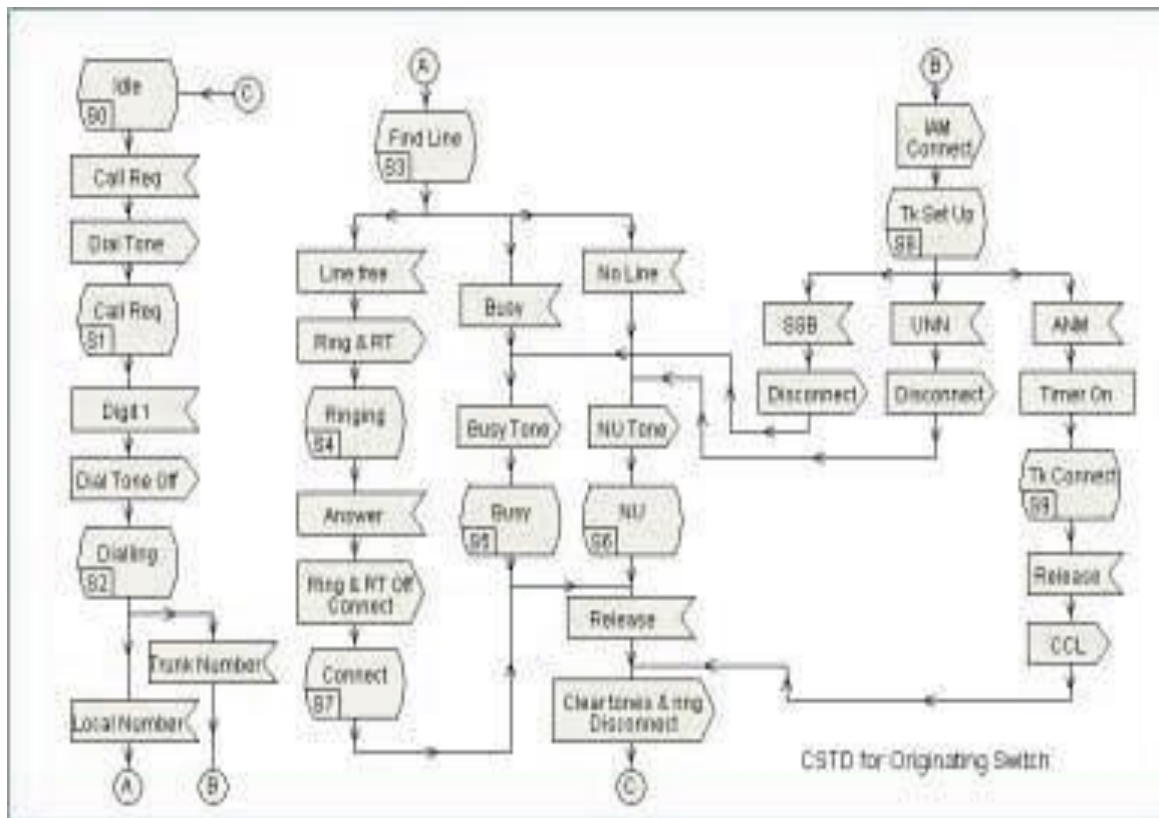 Idle
S0
C
Call Req
Dial Tone
Call Req
S1
Digit 1
Dial Tone Off
Dialling
S2
Trunk Number
Local Number
A
B
A
Find Line
S3
Line free
Busy
No Line
Ring & RT
Ringing
S4
Busy Tone
NU Tone
Answer
Busy
S5
NU
S6
Ring & RT Off
Connect
Release
Connect
S7
Clear tones & ring
Disconnect
C
B
IAM
Connect
Tk Set Up
S8
SSB
UNN
ANM
Disconnect
Disconnect
Timer On
Tk Connect
S9
Release
CCL
CSTD for Originating Switch